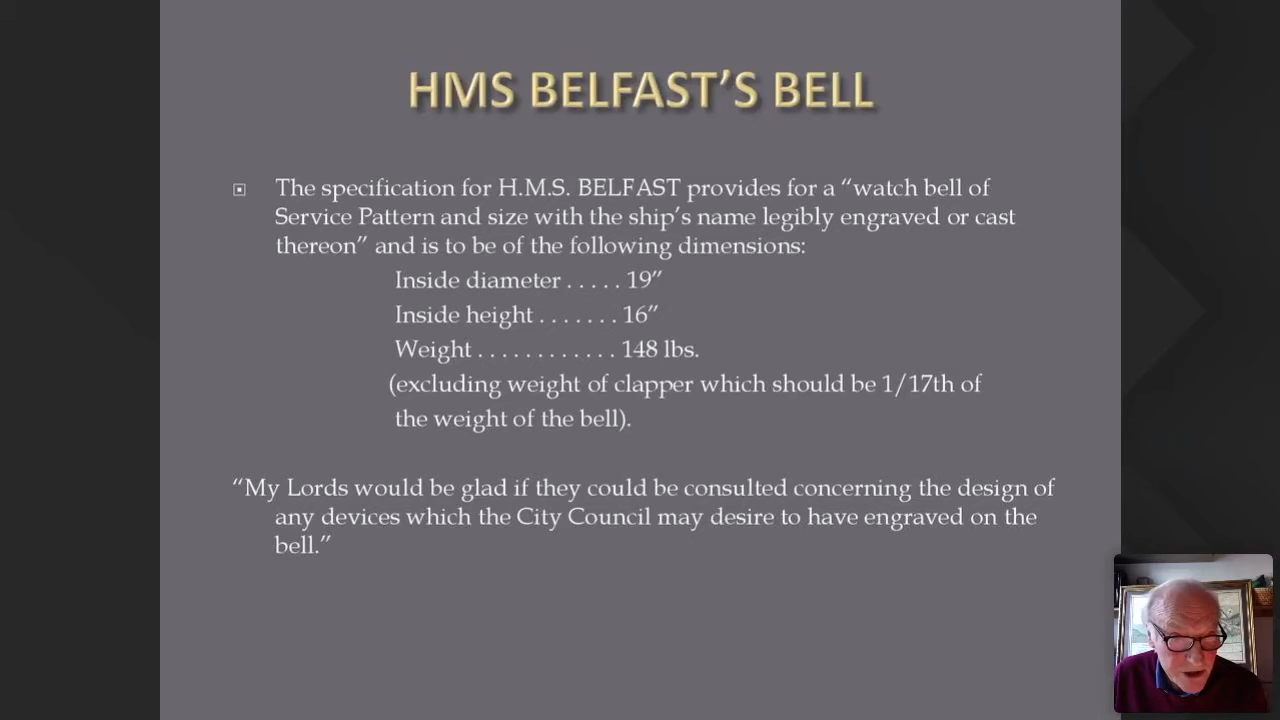 HMS BELFAST’S BELL
The specification for H.M.S. BELFAST provides for a “watch bell of
Service Pattern and size with the ship’s name legibly engraved or cast
thereon” and is to be of the following dimensions:
Inside diameter . . . . . 19”
Inside height . . . . . . . 16”
Weight . . . . . . . . . . . . 148 lbs.
(excluding weight of clapper which should be 1/17th of
the weight of the bell).
“My Lords would be glad if they could be consulted concerning the design of
any devices which the City Council may desire to have engraved on the
bell.”